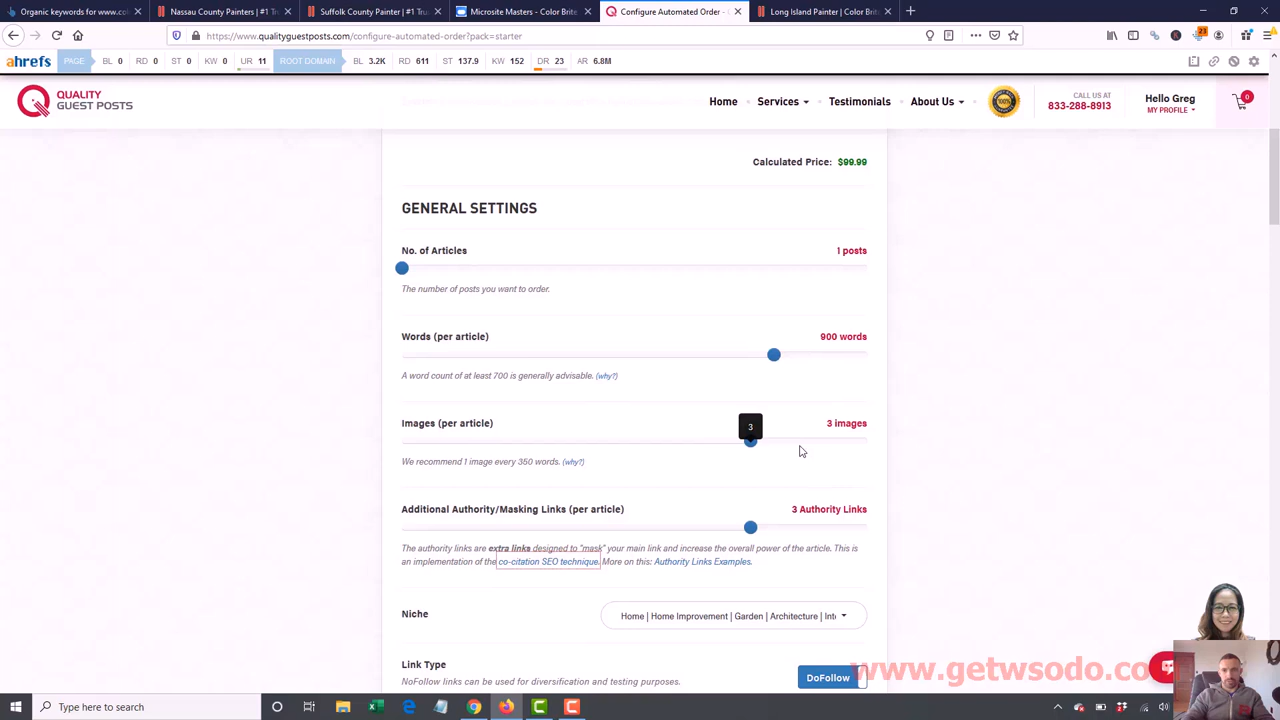 Organic keywords for www.colo
Nassau County Painters | #1 Tr
Suffolk County Painter | #1 Tru
Microsite Masters - Color Brite
Configure Automated Order -
Long Island Painter | Color Brit
https://www.qualityguestposts.com/configure-automated-order?pack=starter
23
ahrefs PAGE BL 0 RD 0 ST 0 KW 0 UR 11 ROOT DOMAIN BL 3.2K RD 611 ST 137.9 KW 152 DR 23 AR 6.8M
QUALITY
GUEST POSTS
Home Services Testimonials About Us
100%
CALL US AT
833-288-8913
Hello Greg
MY PROFILE
0
Calculated Price: $99.99
GENERAL SETTINGS
No. of Articles 1 posts
The number of posts you want to order.
Words (per article) 900 words
A word count of at least 700 is generally advisable. (why?)
Images (per article) 3 images
3
We recommend 1 image every 350 words. (why?)
Additional Authority/Masking Links (per article) 3 Authority Links
The authority links are extra links designed to "mask" your main link and increase the overall power of the article. This is
an implementation of the co-citation SEO technique. More on this: Authority Links Examples.
Niche Home | Home Improvement | Garden | Architecture | Inte
Link Type
NoFollow links can be used for diversification and testing purposes.
DoFollow
www.getwsodo.co
Type here to search